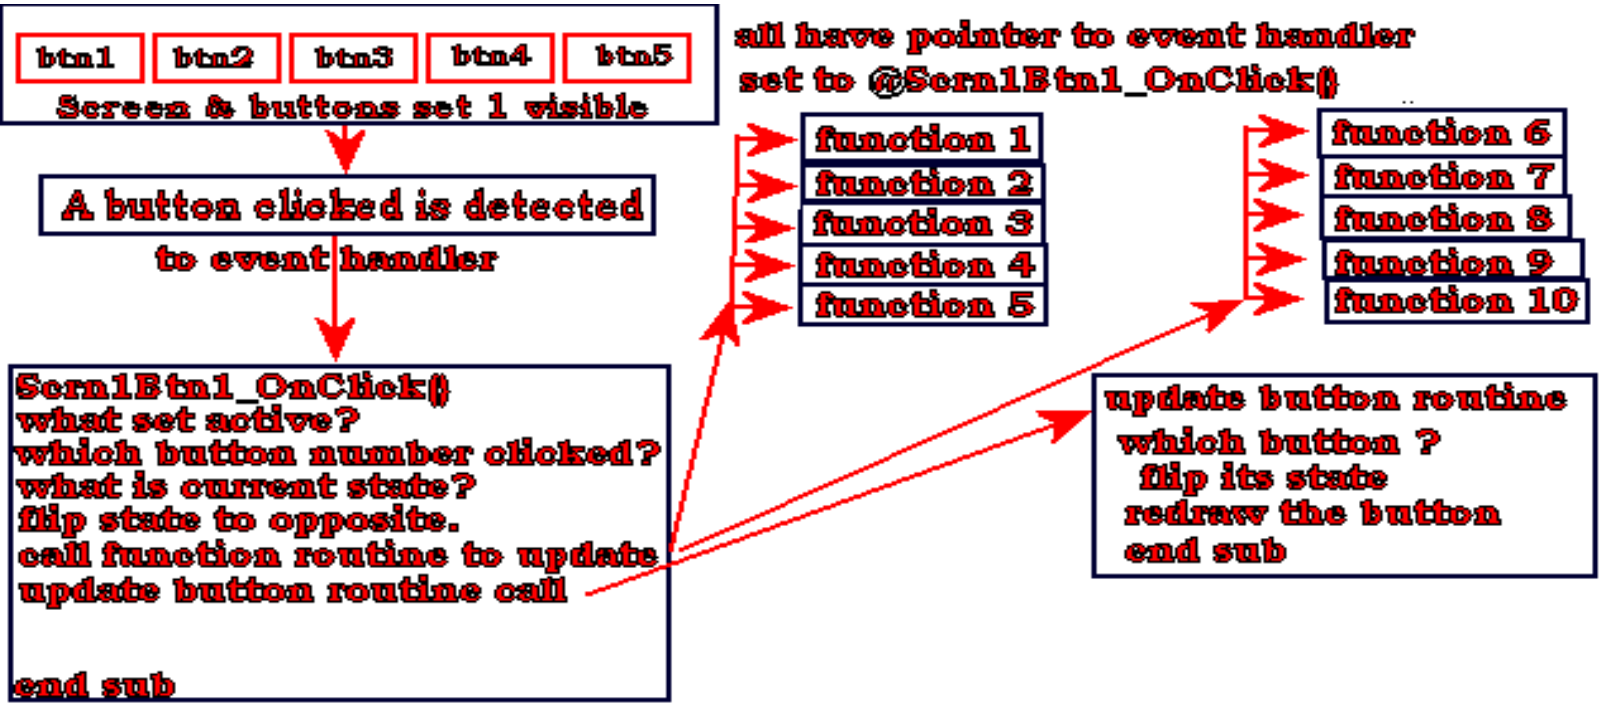 btn1 btn2 btn3 btn4 btn5
Screen & buttons set 1 visible
all have pointer to event handler
set to @Scrn1Btn1_OnClick()
A button clicked is detected
to event handler
function 1
function 2
function 3
function 4
function 5
function 6
function 7
function 8
function 9
function 10
Scrn1Btn1_OnClick()
what set active?
which button number clicked?
what is current state?
flip state to opposite.
call function routine to update
update button routine call
end sub
update button routine
which button ?
flip its state
redraw the button
end sub